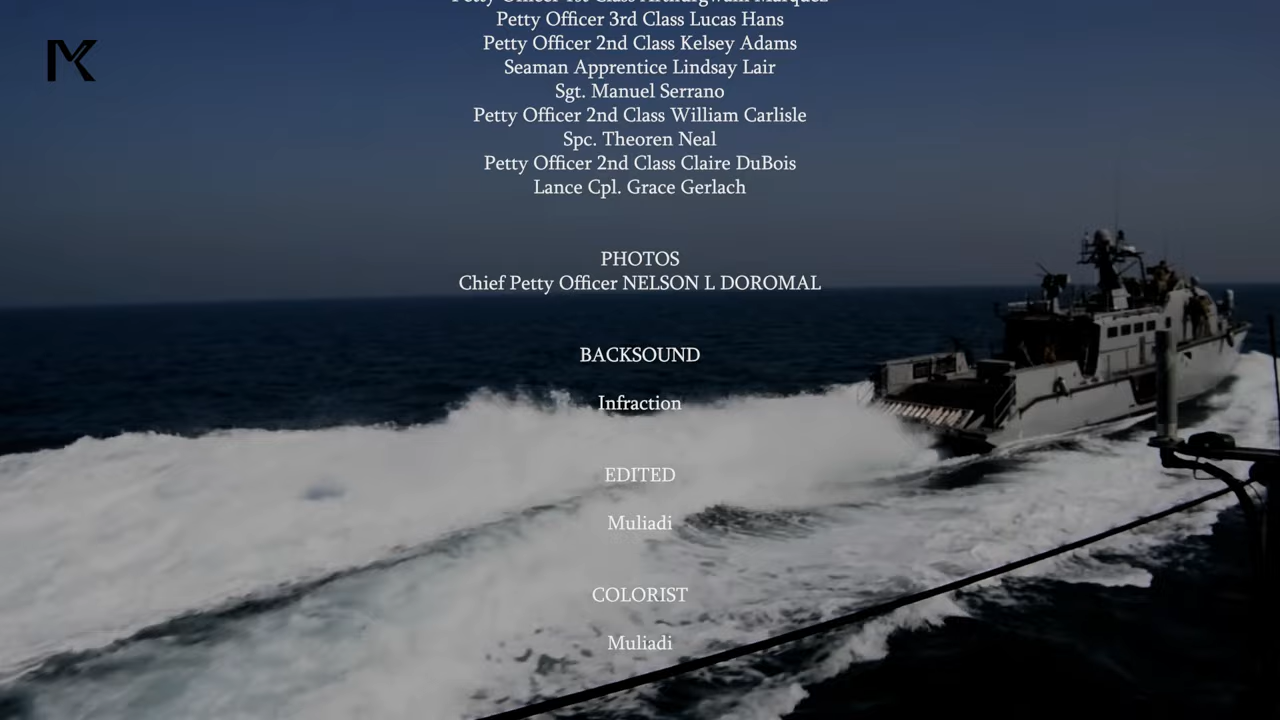 Petty Officer 3rd Class Lucas Hans
Petty Officer 2nd Class Kelsey Adams
Seaman Apprentice Lindsay Lair
Sgt. Manuel Serrano
Petty Officer 2nd Class William Carlisle
Spc. Theoren Neal
Petty Officer 2nd Class Claire DuBois
Lance Cpl. Grace Gerlach
PHOTOS
Chief Petty Officer NELSON L DOROMAL
BACKSOUND
Infraction
EDITED
Muliadi
COLORIST
Muliadi